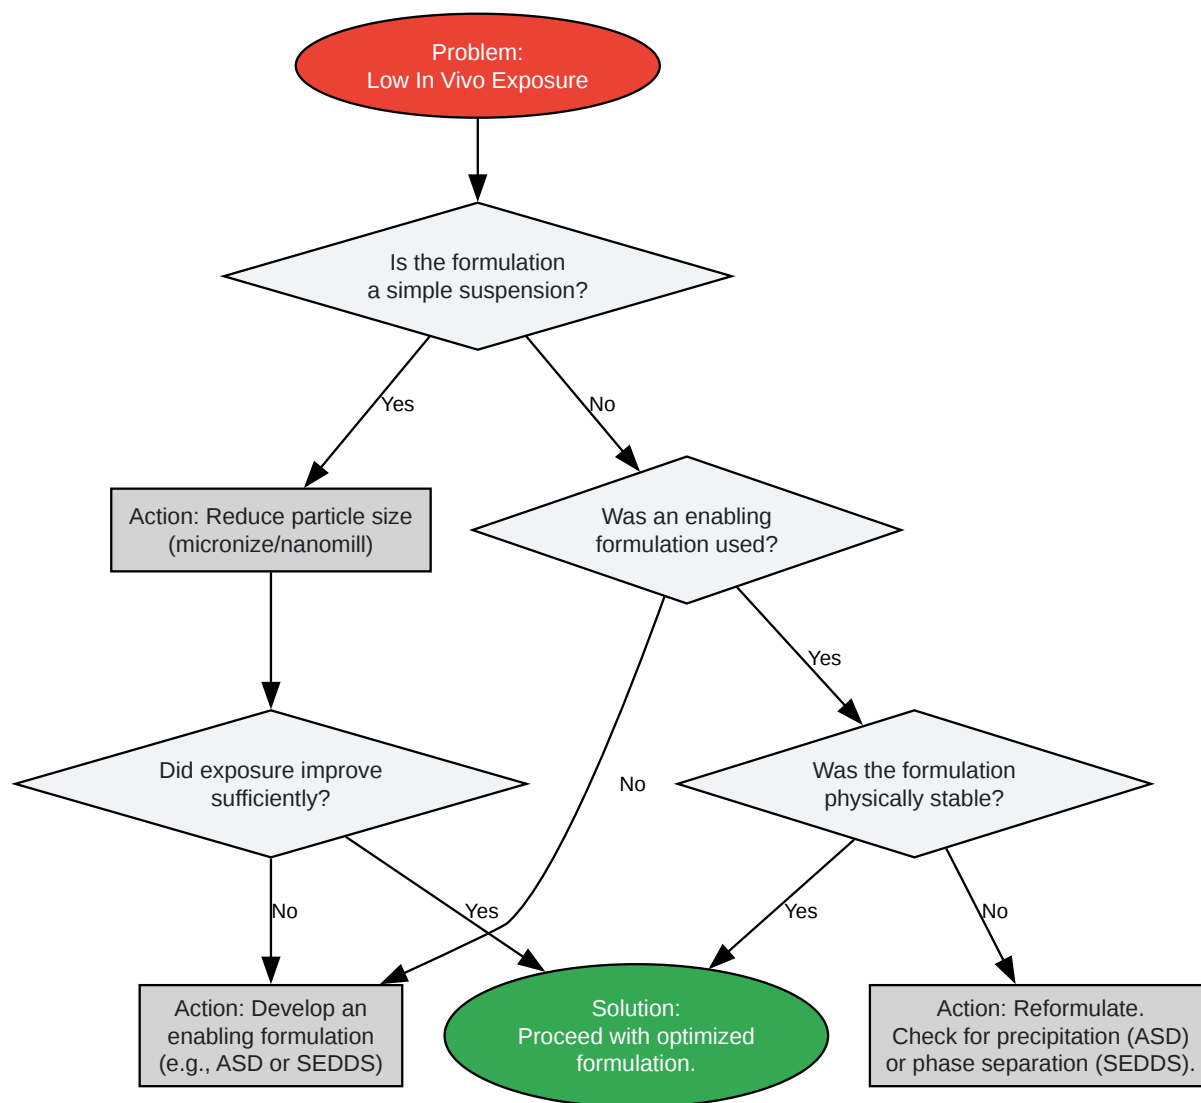 Problem:
Low In Vivo Exposure
Is the formulation
a simple suspension?
Yes
No
Action: Reduce particle size
(micronize/nanomill)
Was an enabling
formulation used?
Yes
Did exposure improve
sufficiently?
No
Was the formulation
physically stable?
No
Yes
Yes
No
Action: Develop an
enabling formulation
(e.g., ASD or SEDDS)
Solution:
Proceed with optimized
formulation.
Action: Reformulate.
Check for precipitation (ASD)
or phase separation (SEDDS).